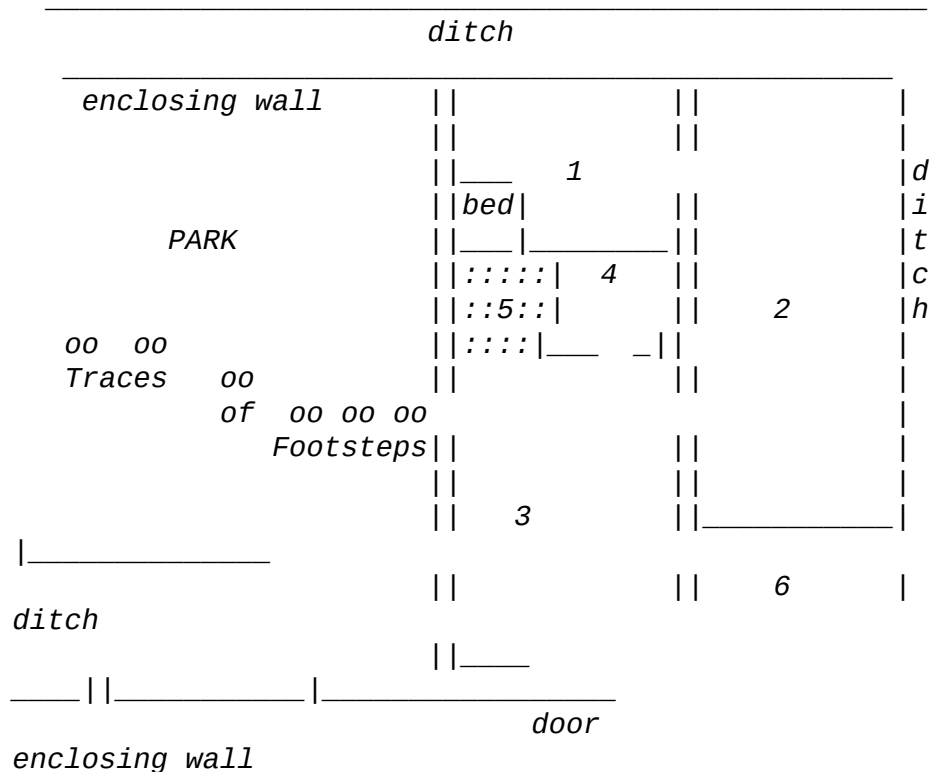 ditch
enclosing wall
1
d
bed
i
PARK
t
4
c
5
2
h
oo oo
Traces oo
of oo oo oo
Footsteps
3
6
ditch
door
enclosing wall